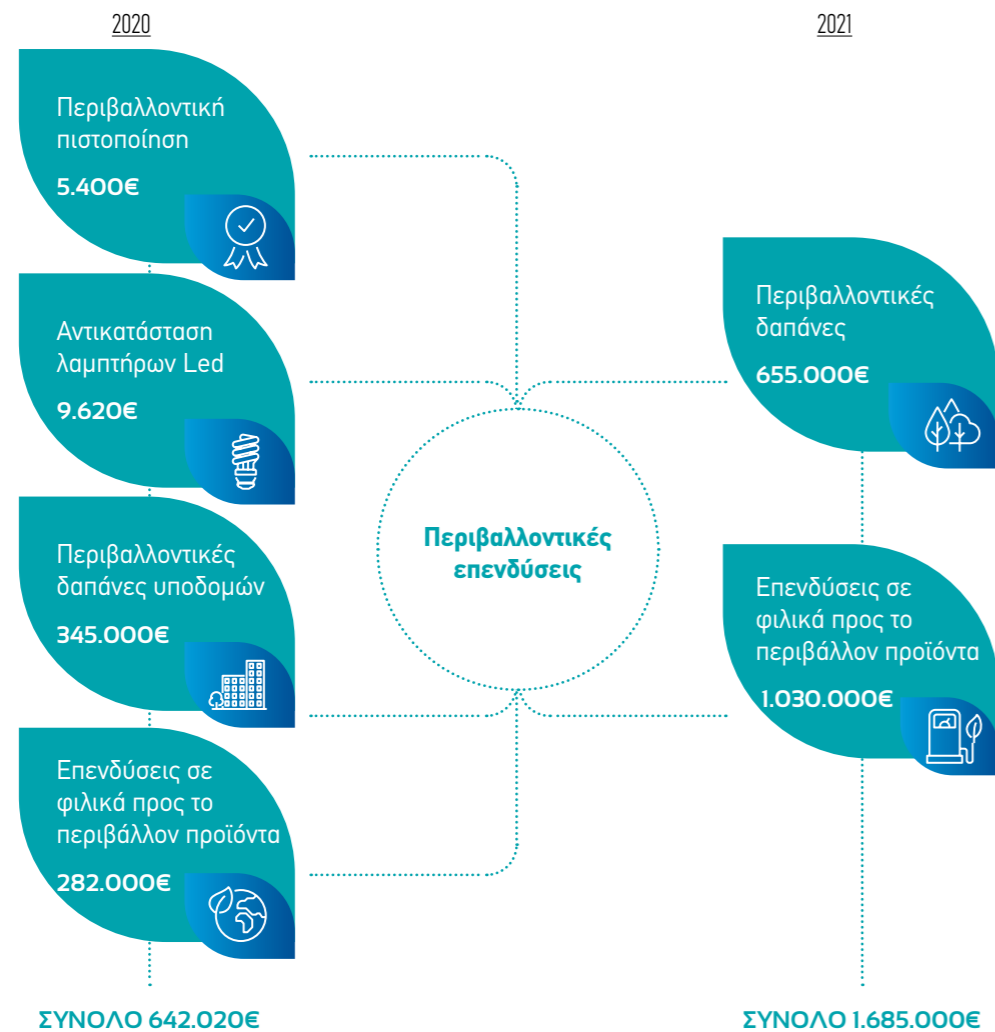 2020
Περιβαλλοντική
πιστοποίηση
5.400€
Αντικατάσταση
λαμπτήρων Led
9.620€
Περιβαλλοντικές
δαπάνες υποδομών
345.000€
Επενδύσεις σε
φιλικά προς το
περιβάλλον προϊόντα
282.000€
ΣΥΝΟΛΟ 642.020€
Περιβαλλοντικές
επενδύσεις
2021
Περιβαλλοντικές
δαπάνες
655.000€
Επενδύσεις σε
φιλικά προς το
περιβάλλον προϊόντα
1.030.000€
ΣΥΝΟΛΟ 1.685.000€